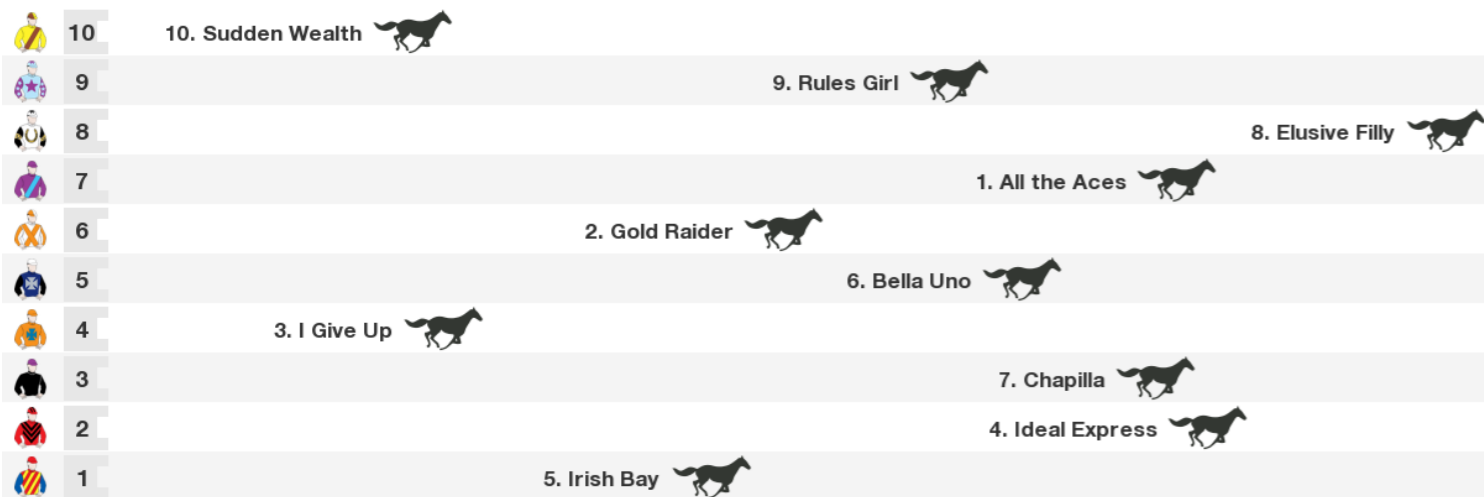 10 10. Sudden Wealth
9 9. Rules Girl
8 8. Elusive Filly
7 1. All the Aces
6 2. Gold Raider
5 6. Bella Uno
4 3. I Give Up
3 7. Chapilla
2 4. Ideal Express
1 5. Irish Bay